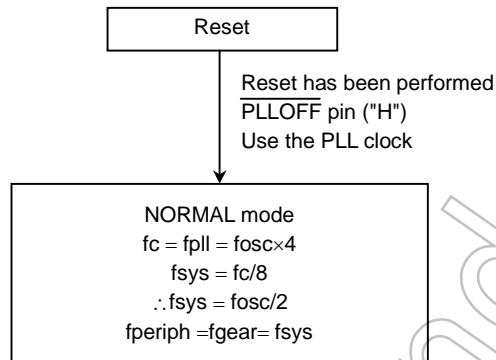 Reset
Reset has been performed
PLLOFF pin ("H")
Use the PLL clock
NORMAL mode
fc = fpll = fosc×4
fsys = fc/8
∴fsys = fosc/2
fperiph =fgear= fsys